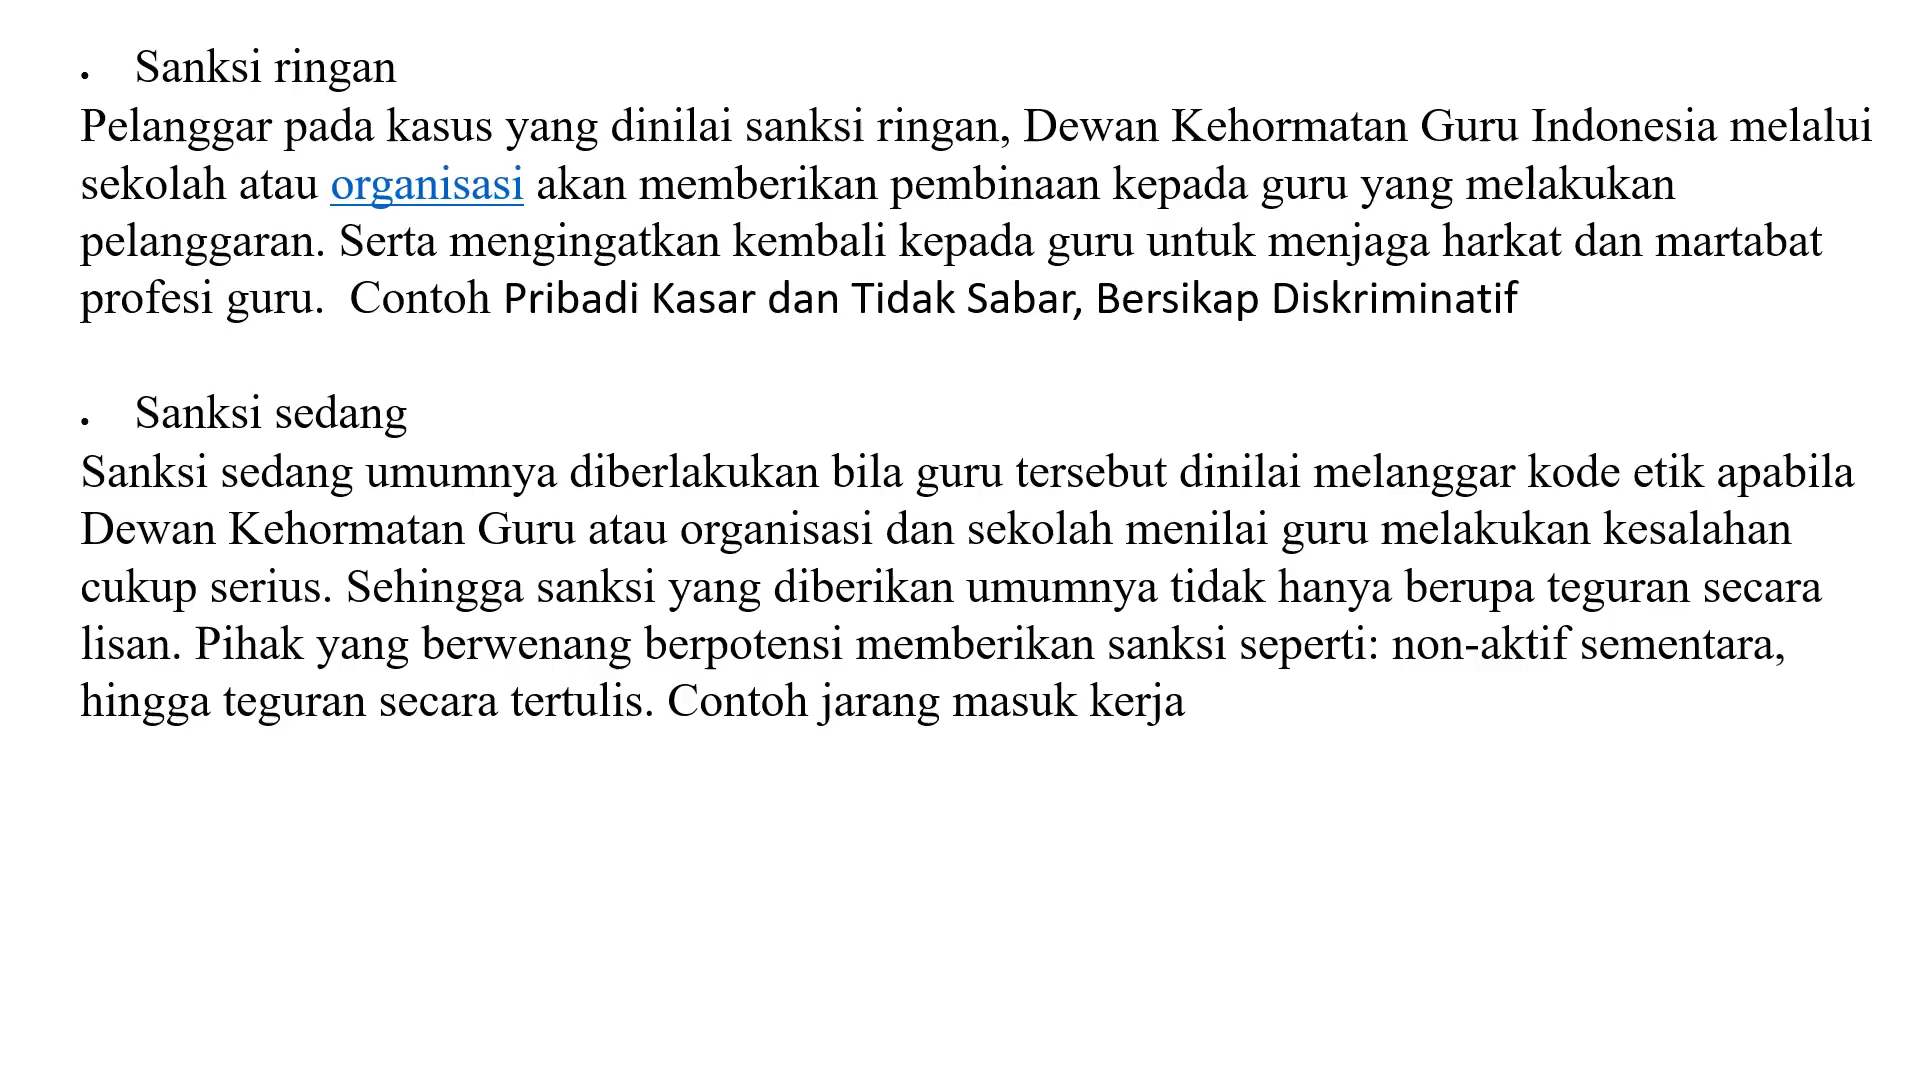 • Sanksi ringan
Pelanggar pada kasus yang dinilai sanksi ringan, Dewan Kehormatan Guru Indonesia melalui
sekolah atau organisasi akan memberikan pembinaan kepada guru yang melakukan
pelanggaran. Serta mengingatkan kembali kepada guru untuk menjaga harkat dan martabat
profesi guru.  Contoh Pribadi Kasar dan Tidak Sabar, Bersikap Diskriminatif
• Sanksi sedang
Sanksi sedang umumnya diberlakukan bila guru tersebut dinilai melanggar kode etik apabila
Dewan Kehormatan Guru atau organisasi dan sekolah menilai guru melakukan kesalahan
cukup serius. Sehingga sanksi yang diberikan umumnya tidak hanya berupa teguran secara
lisan. Pihak yang berwenang berpotensi memberikan sanksi seperti: non-aktif sementara,
hingga teguran secara tertulis. Contoh jarang masuk kerja